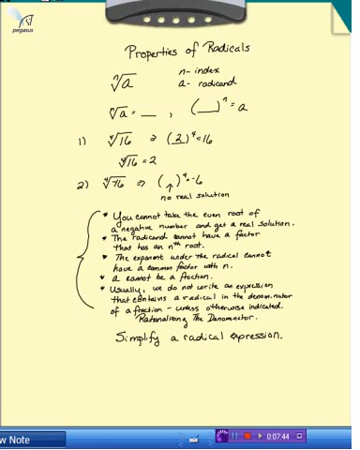 pegasus
Properties of Radicals
ⁿ√a n - index
a - radicand
ⁿ√a = __ , (__)ⁿ = a
1) ⁴√16 ⇒ (2)⁴ = 16
⁴√16 = 2
2) ⁴√-16 ⇒ ( )⁴ = -16
no real solution
* You cannot take the even root of
a negative number and get a real solution.
* The radicand cannot have a factor
that has an nth root.
* The exponent under the radical cannot
have a common factor with n.
* a cannot be a fraction.
* Usually, we do not write an expression
that contains a radical in the denominator
of a fraction - unless otherwise indicated.
Rationalizing The Denominator.
Simplify a radical expression.
w Note
0:07:44